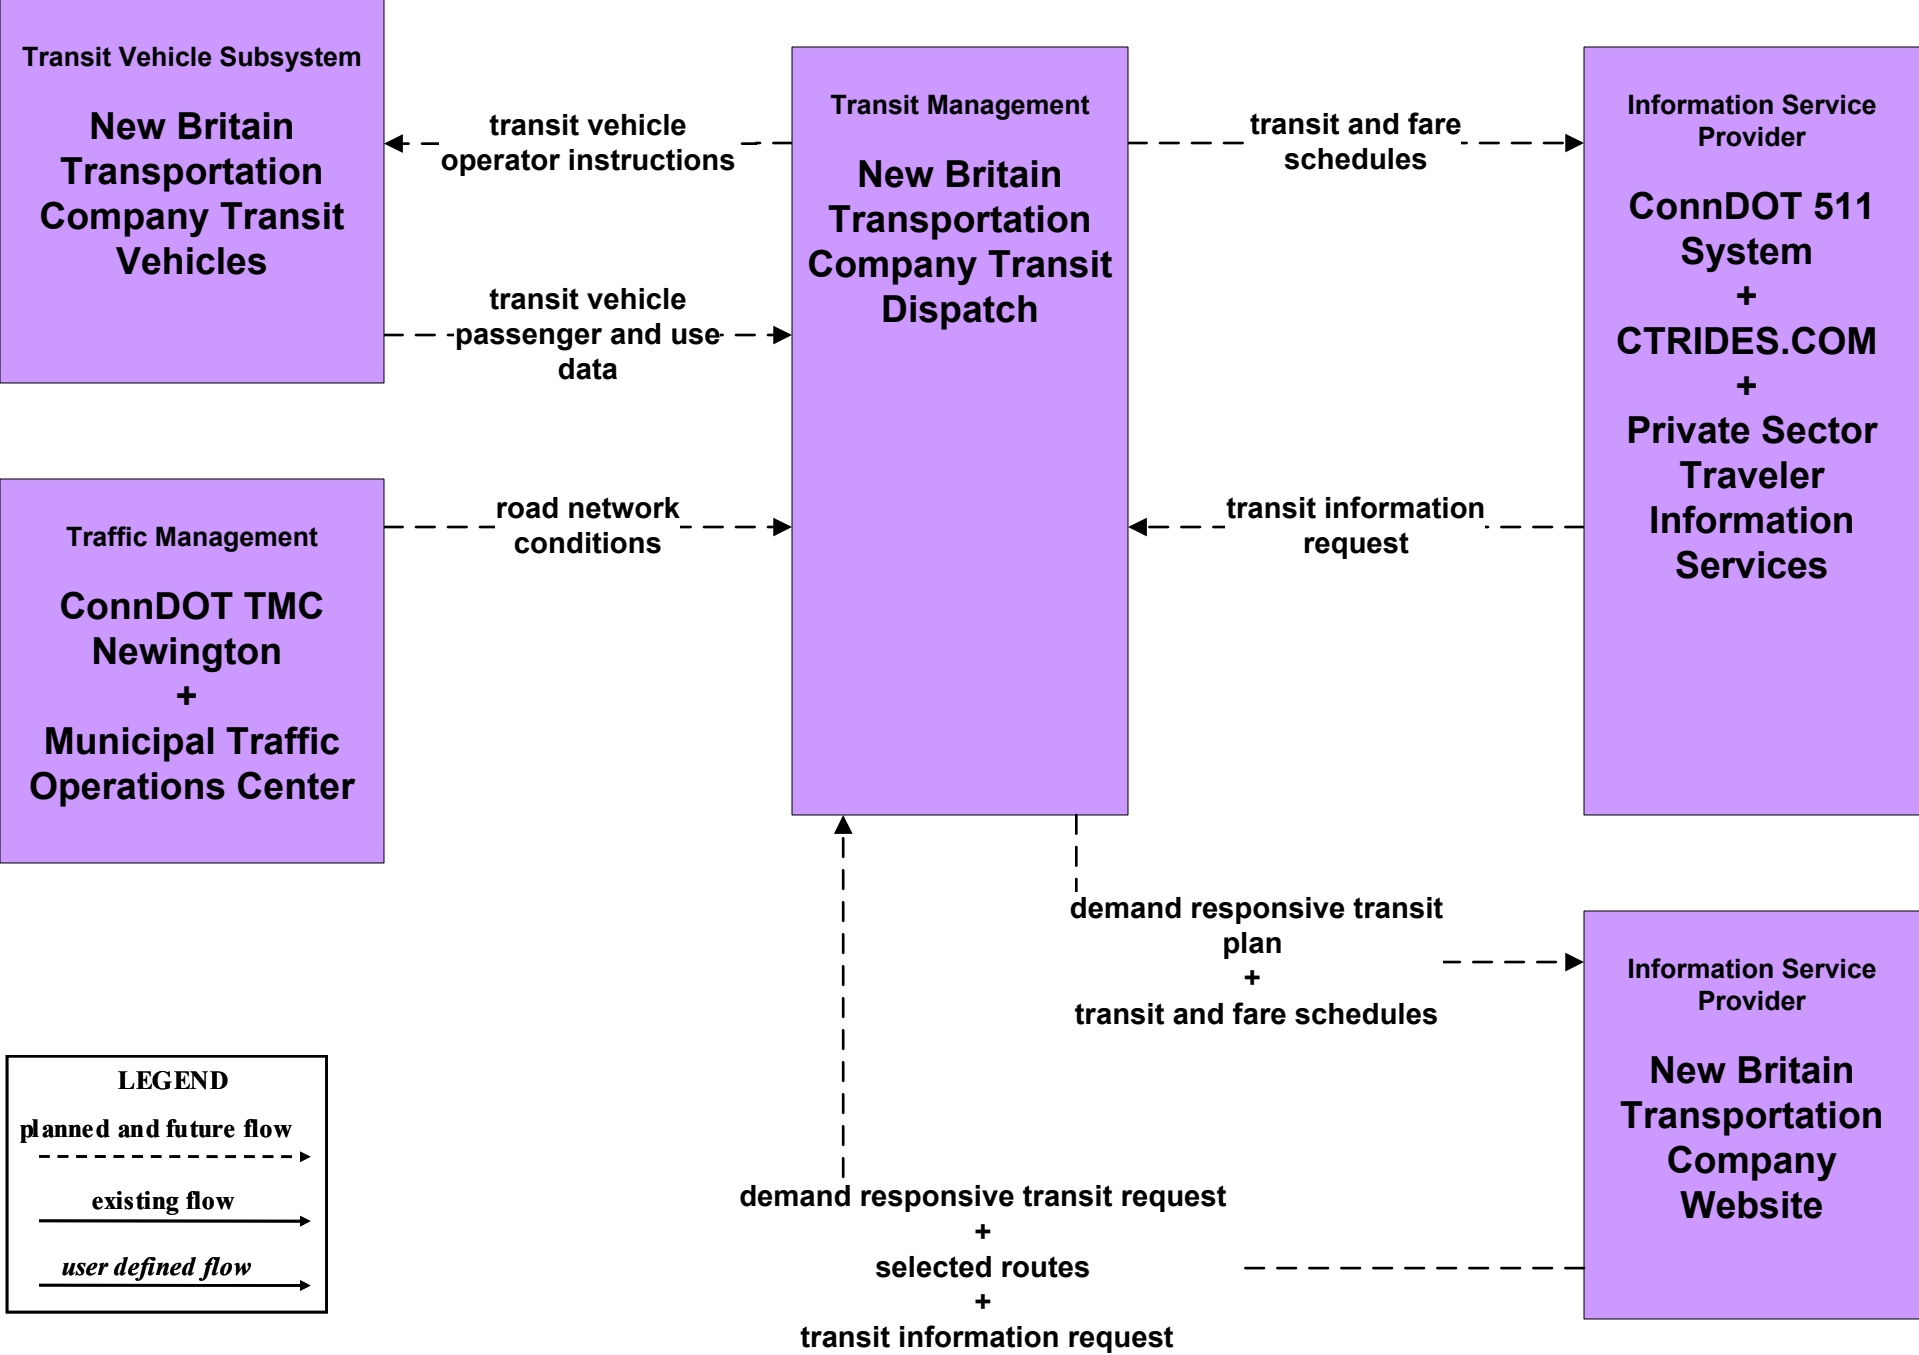 Transit Vehicle Subsystem
New Britain
Transportation
Company Transit
Vehicles
transit vehicle
operator instructions
transit vehicle
passenger and use
data
Transit Management
New Britain
Transportation
Company Transit
Dispatch
transit and fare
schedules
Information Service
Provider
ConnDOT 511
System
+
CTRIDES.COM
+
Private Sector
Traveler
Information
Services
Traffic Management
ConnDOT TMC
Newington
+
Municipal Traffic
Operations Center
road network
conditions
transit information
request
demand responsive transit
plan
+
transit and fare schedules
Information Service
Provider
New Britain
Transportation
Company
Website
LEGEND
planned and future flow
existing flow
user defined flow
demand responsive transit request
+
selected routes
+
transit information request